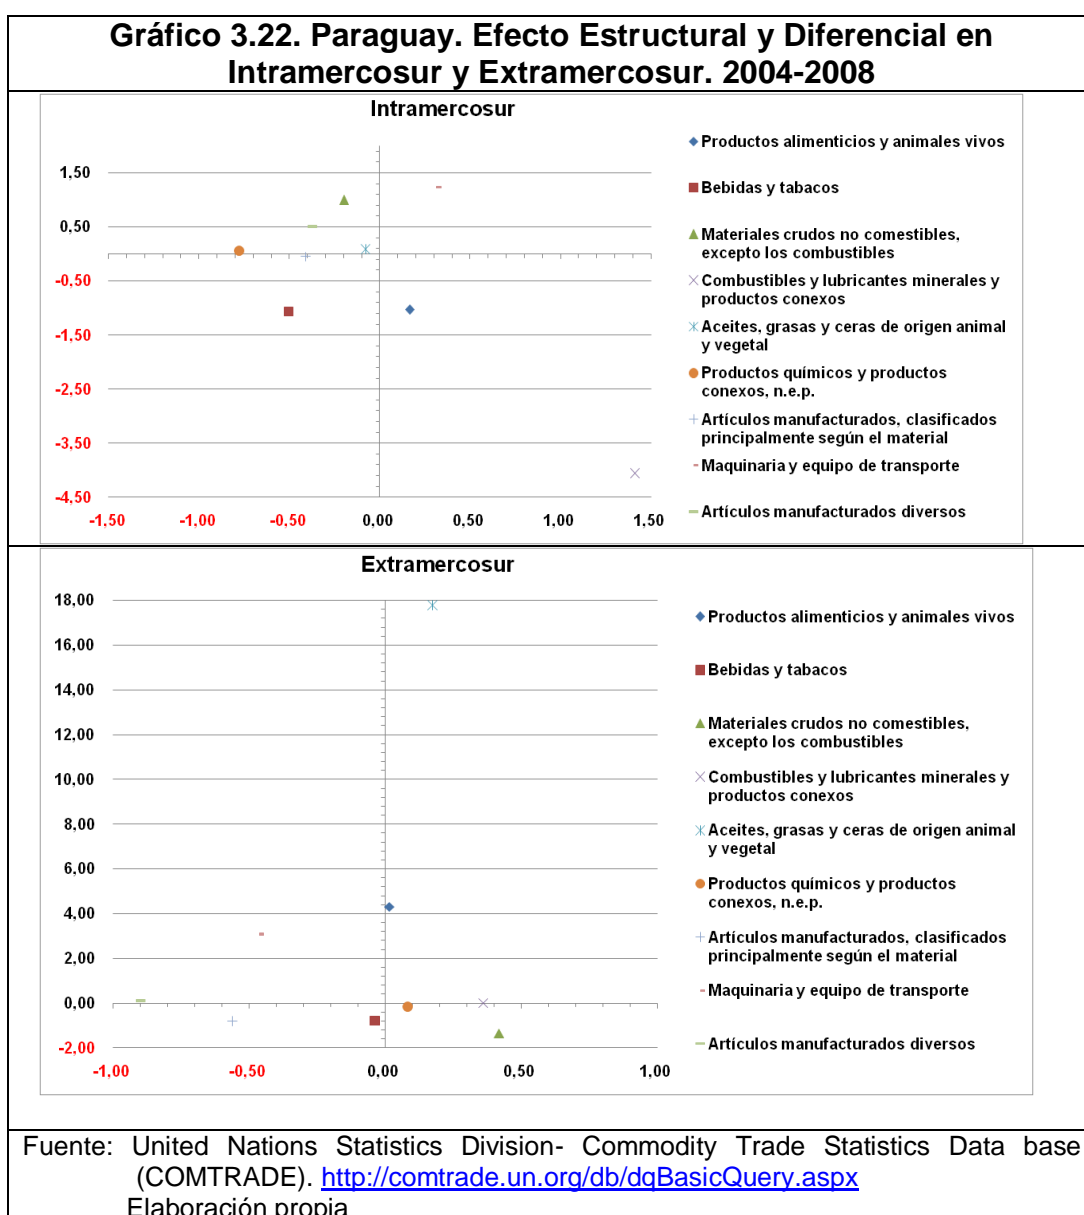 Gráfico 3.22. Paraguay. Efecto Estructural y Diferencial en
Intramercosur y Extramercosur. 2004-2008
Intramercosur
1,50
0,50
-0,50
-1,50
-2,50
-3,50
-4,50
-1,50 -1,00 -0,50 0,00 0,50 1,00 1,50
Productos alimenticios y animales vivos
Bebidas y tabacos
Materiales crudos no comestibles,
excepto los combustibles
Combustibles y lubricantes minerales y
productos conexos
Aceites, grasas y ceras de origen animal
y vegetal
Productos químicos y productos
conexos, n.e.p.
Artículos manufacturados, clasificados
principalmente según el material
Maquinaria y equipo de transporte
Artículos manufacturados diversos
Extramercosur
18,00
16,00
14,00
12,00
10,00
8,00
6,00
4,00
2,00
0,00
-2,00
-1,00 -0,50 0,00 0,50 1,00
Productos alimenticios y animales vivos
Bebidas y tabacos
Materiales crudos no comestibles,
excepto los combustibles
Combustibles y lubricantes minerales y
productos conexos
Aceites, grasas y ceras de origen animal
y vegetal
Productos químicos y productos
conexos, n.e.p.
Artículos manufacturados, clasificados
principalmente según el material
Maquinaria y equipo de transporte
Artículos manufacturados diversos
Fuente: United Nations Statistics Division- Commodity Trade Statistics Data base
(COMTRADE). http://comtrade.un.org/db/dqBasicQuery.aspx
Elaboración propia